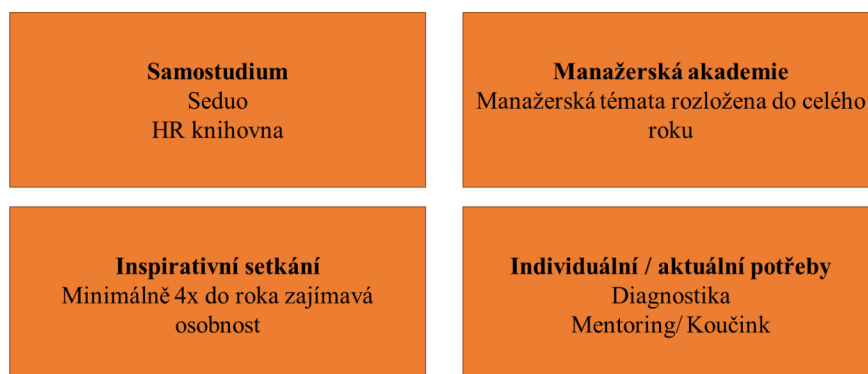 Samostudium
Seduo
HR knihovna
Manažerská akademie
Manažerská témata rozložena do celého
roku
Inspirativní setkání
Minimálně 4x do roka zajímavá
osobnost
Individuální / aktuální potřeby
Diagnostika
Mentoring/ Koučink